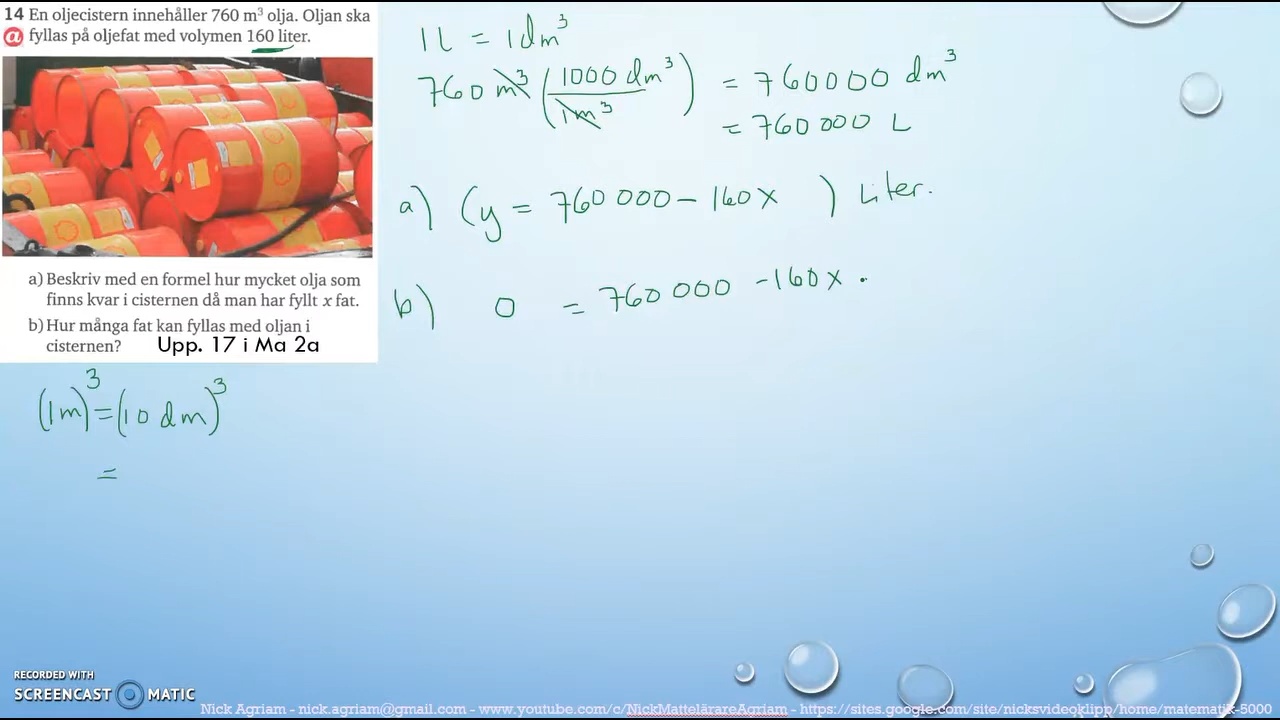 14 En oljecistern innehåller 760 m³ olja. Oljan ska
a fyllas på oljefat med volymen 160 liter.
a) Beskriv med en formel hur mycket olja som
finns kvar i cisternen då man har fyllt x fat.
b) Hur många fat kan fyllas med oljan i
cisternen? Upp. 17 i Ma 2a
1L = 1dm³
760 m³ (1000 dm³ / 1m³) = 760000 dm³
= 760 000 L
a) (y = 760 000 - 160x ) Liter.
b) 0 = 760 000 - 160x .
(1m)³ = (10 dm)³
=
RECORDED WITH
SCREENCAST MATIC
Nick Agriam - nick.agriam@gmail.com - www.youtube.com/c/NickMattelärareAgriam - https://sites.google.com/site/nicksvideoklipp/home/matematik-5000